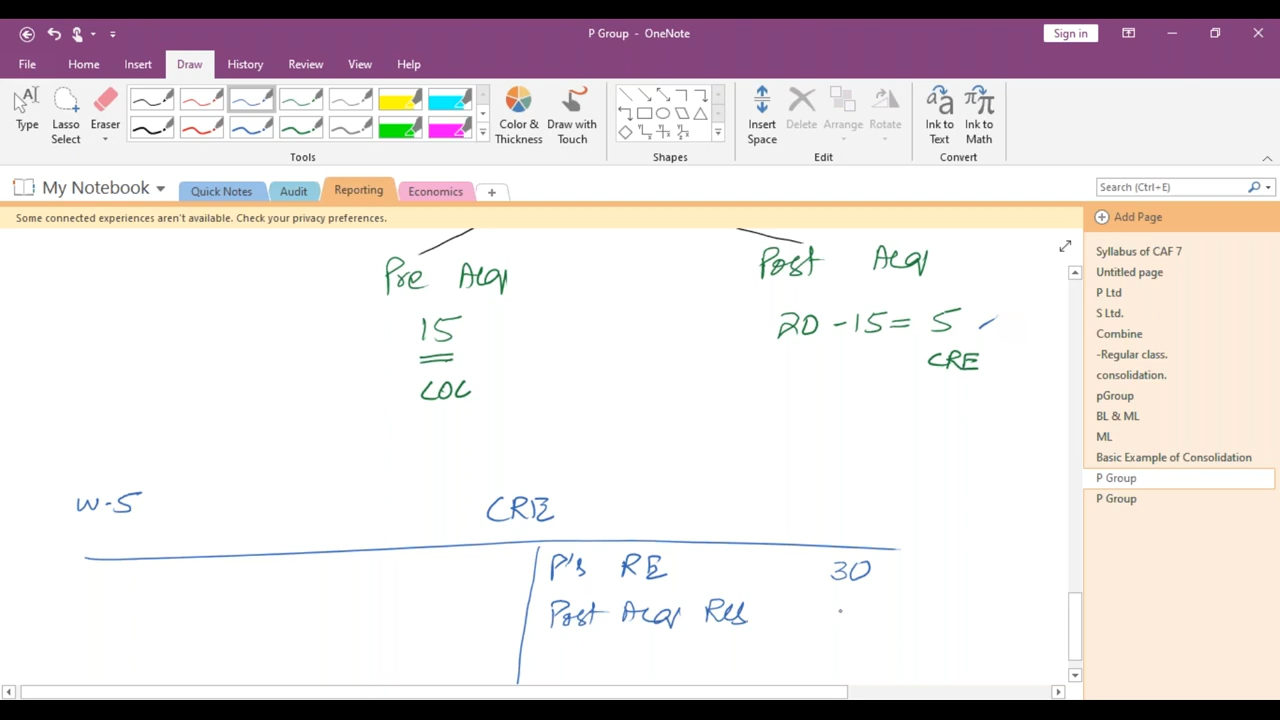 P Group - OneNote
Sign in
File Home Insert Draw History Review View Help
Type
Lasso Select
Eraser
Color & Thickness
Draw with Touch
Insert Space
Delete
Arrange
Rotate
Ink to Text
Ink to Math
Tools
Shapes
Edit
Convert
My Notebook
Quick Notes
Audit
Reporting
Economics
Search (Ctrl+E)
Some connected experiences aren't available. Check your privacy preferences.
Add Page
Syllabus of CAF 7
Untitled page
P Ltd
S Ltd.
Combine
-Regular class.
consolidation.
pGroup
BL & ML
ML
Basic Example of Consolidation
P Group
P Group
Pre Acq
15
COC
Post Acq
20 - 15 = 5
CRE
W-5
CRE
P's RE 30
Post Acq Res